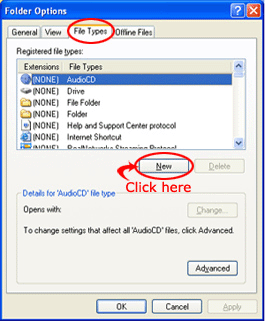 Folder Options
General View File Types Offline Files
Registered file types:
Extensions File Types
(NONE) AudioCD
(NONE) Drive
(NONE) File Folder
(NONE) Folder
(NONE) Help and Support Center protocol
(NONE) Internet Shortcut
(NONE) RealNetworks Streaming Protocol
New Delete
Click here
Details for 'AudioCD' file type
Opens with: Change...
To change settings that affect all 'AudioCD' files, click Advanced.
Advanced
OK Cancel Apply